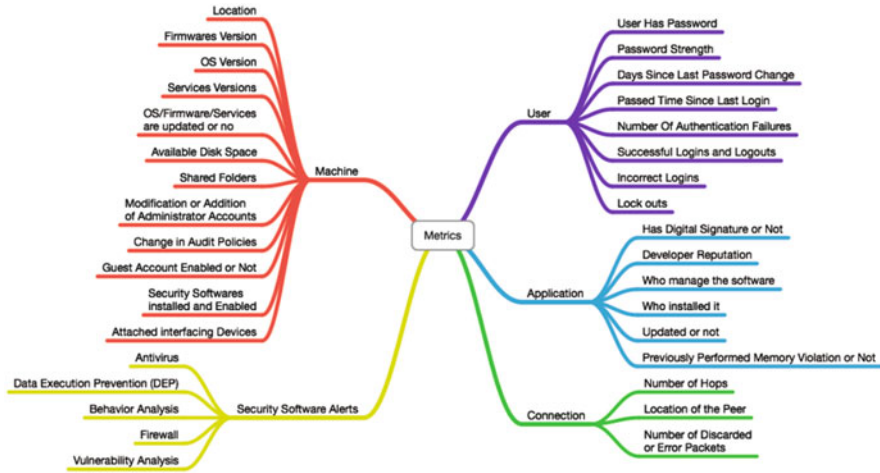 Location
Firmwares Version
OS Version
Services Versions
OS/Firmware/Services
are updated or no
Available Disk Space
Shared Folders
Modification or Addition
of Administrator Accounts
Change in Audit Policies
Guest Account Enabled or Not
Security Softwares
installed and Enabled
Attached interfacing Devices
Machine
Antivirus
Data Execution Prevention (DEP)
Behavior Analysis
Firewall
Vulnerability Analysis
Security Software Alerts
Metrics
User
User Has Password
Password Strength
Days Since Last Password Change
Passed Time Since Last Login
Number Of Authentication Failures
Successful Logins and Logouts
Incorrect Logins
Lock outs
Application
Has Digital Signature or Not
Developer Reputation
Who manage the software
Who installed it
Updated or not
Previously Performed Memory Violation or Not
Connection
Number of Hops
Location of the Peer
Number of Discarded
or Error Packets